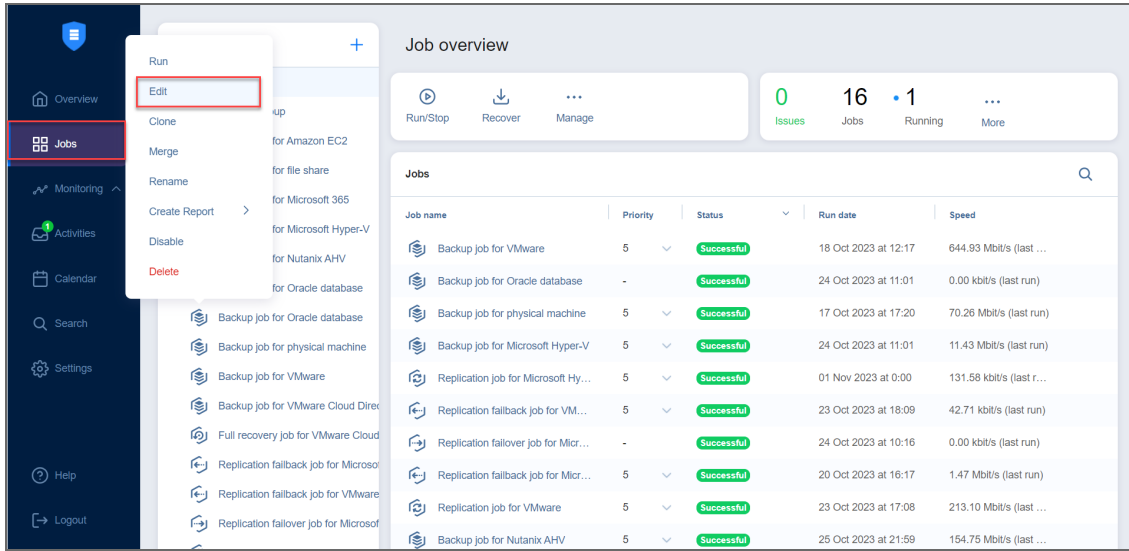 Overview
Jobs
Monitoring
1
Activities
Calendar
Search
Settings
Help
Logout
Run
Edit
Clone
Merge
Rename
Create Report
Disable
Delete
+
for Amazon EC2
for file share
for Microsoft 365
for Microsoft Hyper-V
for Nutanix AHV
for Oracle database
Backup job for Oracle database
Backup job for physical machine
Backup job for VMware
Backup job for VMware Cloud Dire
Full recovery job for VMware Cloud
Replication failback job for Microsof
Replication failback job for VMware
Replication failover job for Microsof
Job overview
Run/Stop
Recover
...
Manage
0 Issues
16 Jobs
1 Running
...
More
Jobs
Job name Priority Status Run date Speed
Backup job for VMware 5 Successful 18 Oct 2023 at 12:17 644.93 Mbit/s (last ...
Backup job for Oracle database - Successful 24 Oct 2023 at 11:01 0.00 kbit/s (last run)
Backup job for physical machine 5 Successful 17 Oct 2023 at 17:20 70.26 Mbit/s (last run)
Backup job for Microsoft Hyper-V 5 Successful 24 Oct 2023 at 11:01 11.43 Mbit/s (last run)
Replication job for Microsoft Hy... 5 Successful 01 Nov 2023 at 0:00 131.58 kbit/s (last r...
Replication failback job for VM... 5 Successful 23 Oct 2023 at 18:09 42.71 kbit/s (last run)
Replication failover job for Micr... - Successful 24 Oct 2023 at 10:16 0.00 kbit/s (last run)
Replication failback job for Micr... 5 Successful 20 Oct 2023 at 16:17 1.47 Mbit/s (last run)
Replication job for VMware 5 Successful 23 Oct 2023 at 17:08 213.10 Mbit/s (last ...
Backup job for Nutanix AHV 5 Successful 25 Oct 2023 at 21:59 154.75 Mbit/s (last ...